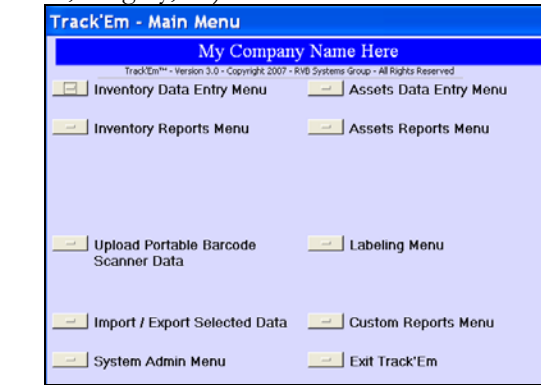 Track'Em - Main Menu
My Company Name Here
Track'Em™ - Version 3.0 - Copyright 2007 - RVB Systems Group - All Rights Reserved
Inventory Data Entry Menu
Assets Data Entry Menu
Inventory Reports Menu
Assets Reports Menu
Upload Portable Barcode
Scanner Data
Labeling Menu
Import / Export Selected Data
Custom Reports Menu
System Admin Menu
Exit Track'Em